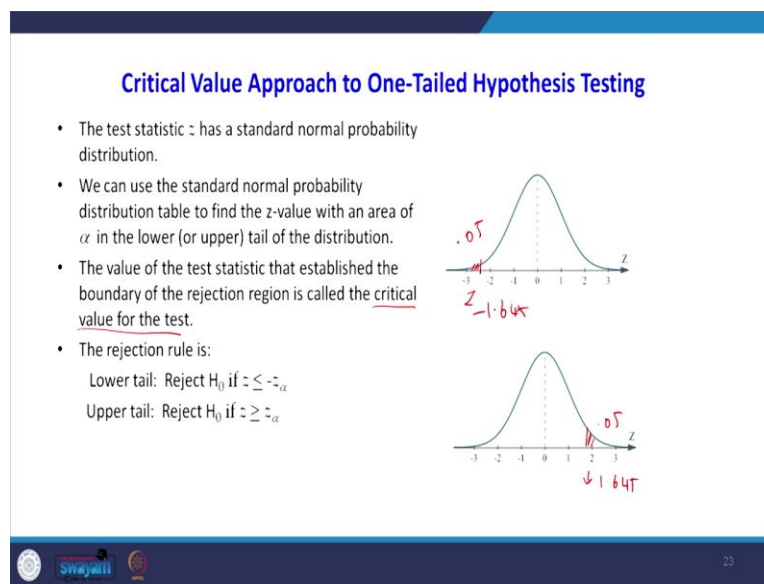 Critical Value Approach to One-Tailed Hypothesis Testing
• The test statistic z has a standard normal probability
distribution.
• We can use the standard normal probability
distribution table to find the z-value with an area of
α in the lower (or upper) tail of the distribution.
• The value of the test statistic that established the
boundary of the rejection region is called the critical
value for the test.
• The rejection rule is:
Lower tail: Reject H₀ if z ≤ -zα
Upper tail: Reject H₀ if z ≥ zα
.05
Z
-3 -2 -1 0 1 2 3
Z
-1.645
.05
Z
-3 -2 -1 0 1 2 3
↓ 1.645
swayam
23